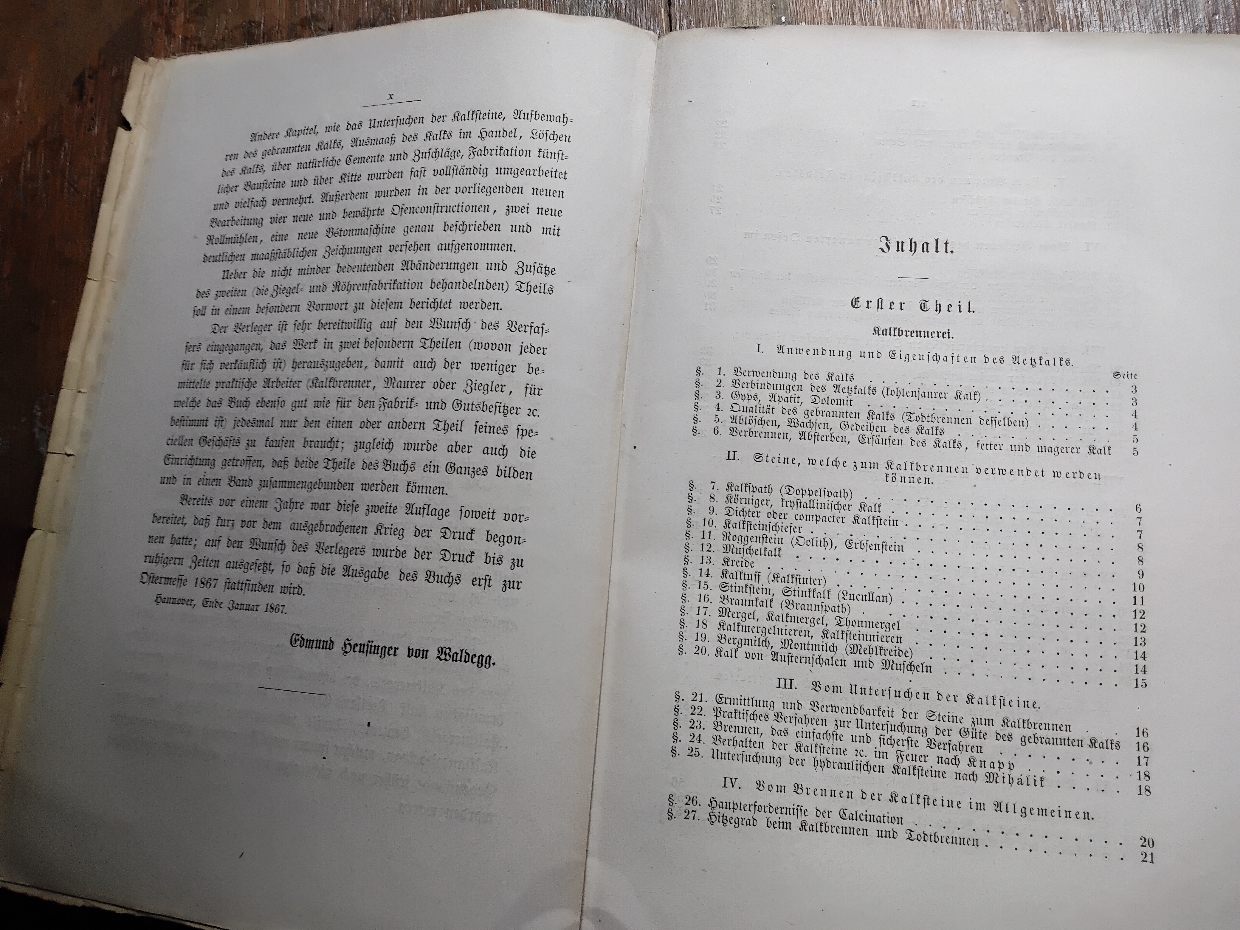 x
Andere Kapitel, wie das Untersuchen der Kalksteine, Aufbewah-
ren des gebrannten Kalks, Ausmaaß des Kalks im Handel, Löschen
des Kalks, über natürliche Cemente und Zuschläge, Fabrikation künst-
licher Bausteine und über Kitte wurden fast vollständig umgearbeitet
und vielfach vermehrt. Außerdem wurden in der vorliegenden neuen
Bearbeitung vier neue und bewährte Ofenconstructionen, zwei neue
Rollmühlen, eine neue Betonmaschine genau beschrieben und mit
deutlichen maaßstäblichen Zeichnungen versehen aufgenommen.
Ueber die nicht minder bedeutenden Abänderungen und Zusätze
des zweiten (die Ziegel- und Röhrenfabrikation behandelnden) Theils
soll in einem besondern Vorwort zu diesem berichtet werden.
Der Verleger ist sehr bereitwillig auf den Wunsch des Verfas-
sers eingegangen, das Werk in zwei besondern Theilen (wovon jeder
für sich verkäuflich ist) herauszugeben, damit auch der weniger be-
mittelte praktische Arbeiter (Kalkbrenner, Maurer oder Ziegler, für
welche das Buch ebenso gut wie für den Fabrik- und Gutsbesitzer ꝛc.
bestimmt ist) jedesmal nur den einen oder andern Theil seines spe-
ciellen Geschäfts zu kaufen braucht; zugleich wurde aber auch die
Einrichtung getroffen, daß beide Theile des Buchs ein Ganzes bilden
und in einen Band zusammengebunden werden können.
Bereits vor einem Jahre war diese zweite Auflage soweit vor-
bereitet, daß kurz vor dem ausgebrochenen Krieg der Druck begon-
nen hatte; auf den Wunsch des Verlegers wurde der Druck bis zu
ruhigern Zeiten ausgesetzt, so daß die Ausgabe des Buchs erst zur
Ostermesse 1867 stattfinden wird.
Hannover, Ende Januar 1867.
Edmund Heusinger von Waldegg.
Inhalt.
Erster Theil.
Kalkbrennerei.
I. Anwendung und Eigenschaften des Aetzkalks.
Seite
§. 1. Verwendung des Kalks . . . 3
§. 2. Verbindungen des Aetzkalks (kohlensaurer Kalk) . . . 3
§. 3. Gyps, Apatit, Dolomit . . . 4
§. 4. Qualität des gebrannten Kalks (Todtbrennen desselben) . . . 4
§. 5. Ablöschen, Wachsen, Gedeihen des Kalks . . . 5
§. 6. Verbrennen, Absterben, Ersäufen des Kalks, fetter und magerer Kalk 5
II. Steine, welche zum Kalkbrennen verwendet werden
können.
§. 7. Kalkspath (Doppelspath) . . . 6
§. 8. Körniger, krystallinischer Kalk . . . 7
§. 9. Dichter oder compacter Kalkstein . . . 7
§. 10. Kalksteinschiefer . . . 8
§. 11. Roggenstein (Oolith), Erbsenstein . . . 8
§. 12. Muschelkalk . . . 9
§. 13. Kreide . . . 10
§. 14. Kalktuff (Kalksinter) . . . 11
§. 15. Stinkstein, Stinkkalk (Lucullan) . . . 12
§. 16. Braunkalk (Braunspath) . . . 12
§. 17. Mergel, Kalkmergel, Thonmergel . . . 13
§. 18 Kalkmergelnieren, Kalksteinnieren . . . 14
§. 19. Bergmilch, Montmilch (Mehlkreide) . . . 14
§. 20. Kalk von Austernschalen und Muscheln . . . 15
III. Vom Untersuchen der Kalksteine.
§. 21. Ermittlung und Verwendbarkeit der Steine zum Kalkbrennen . . 16
§. 22. Praktisches Verfahren zur Untersuchung der Güte des gebrannten Kalks 16
§. 23. Brennen, das einfachste und sicherste Verfahren . . . 17
§. 24. Verhalten der Kalksteine ꝛc. im Feuer nach Knapp . . . 18
§. 25. Untersuchung der hydraulischen Kalksteine nach Mihálik . . . 18
IV. Vom Brennen der Kalksteine im Allgemeinen.
§. 26. Haupterfordernisse der Calcination . . . 20
§. 27. Hitzegrad beim Kalkbrennen und Todtbrennen . . . 21